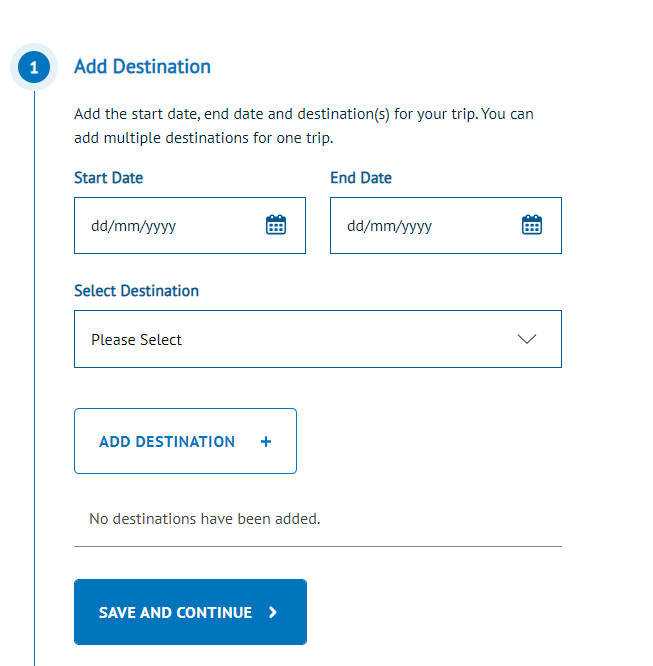 1
Add Destination
Add the start date, end date and destination(s) for your trip. You can
add multiple destinations for one trip.
Start Date
End Date
dd/mm/yyyy
dd/mm/yyyy
Select Destination
Please Select
ADD DESTINATION +
No destinations have been added.
SAVE AND CONTINUE